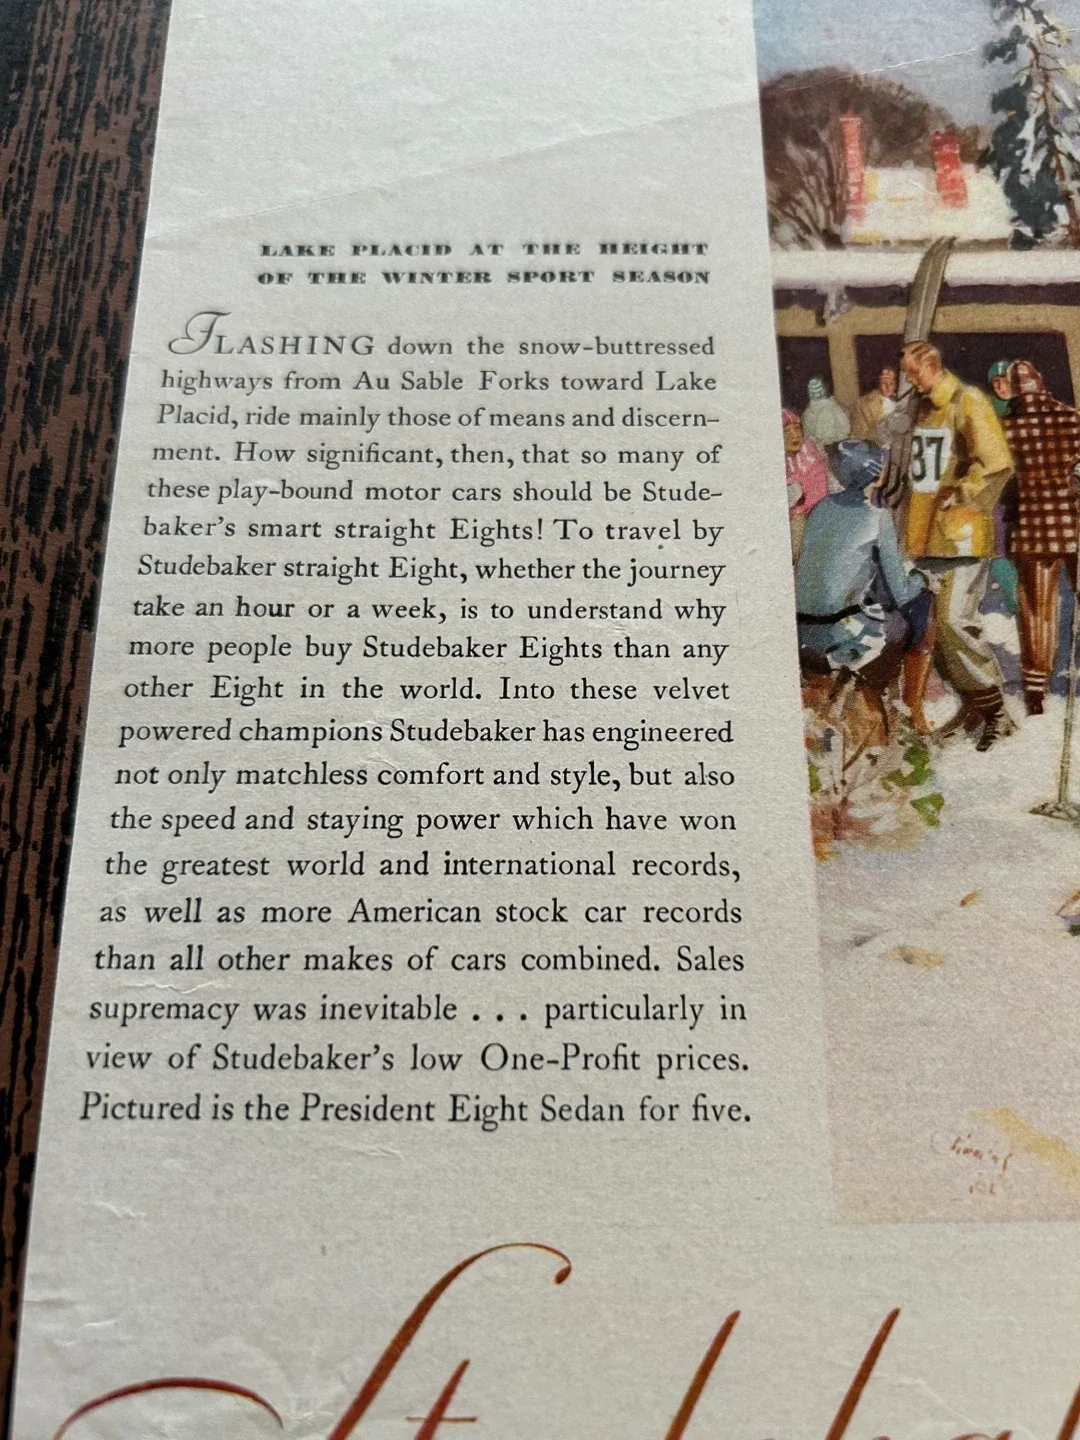 LAKE PLACID AT THE HEIGHT
OF THE WINTER SPORT SEASON
FLASHING down the snow-buttressed
highways from Au Sable Forks toward Lake
Placid, ride mainly those of means and discern-
ment. How significant, then, that so many of
these play-bound motor cars should be Stude-
baker's smart straight Eights! To travel by
Studebaker straight Eight, whether the journey
take an hour or a week, is to understand why
more people buy Studebaker Eights than any
other Eight in the world. Into these velvet
powered champions Studebaker has engineered
not only matchless comfort and style, but also
the speed and staying power which have won
the greatest world and international records,
as well as more American stock car records
than all other makes of cars combined. Sales
supremacy was inevitable . . . particularly in
view of Studebaker's low One-Profit prices.
Pictured is the President Eight Sedan for five.
37